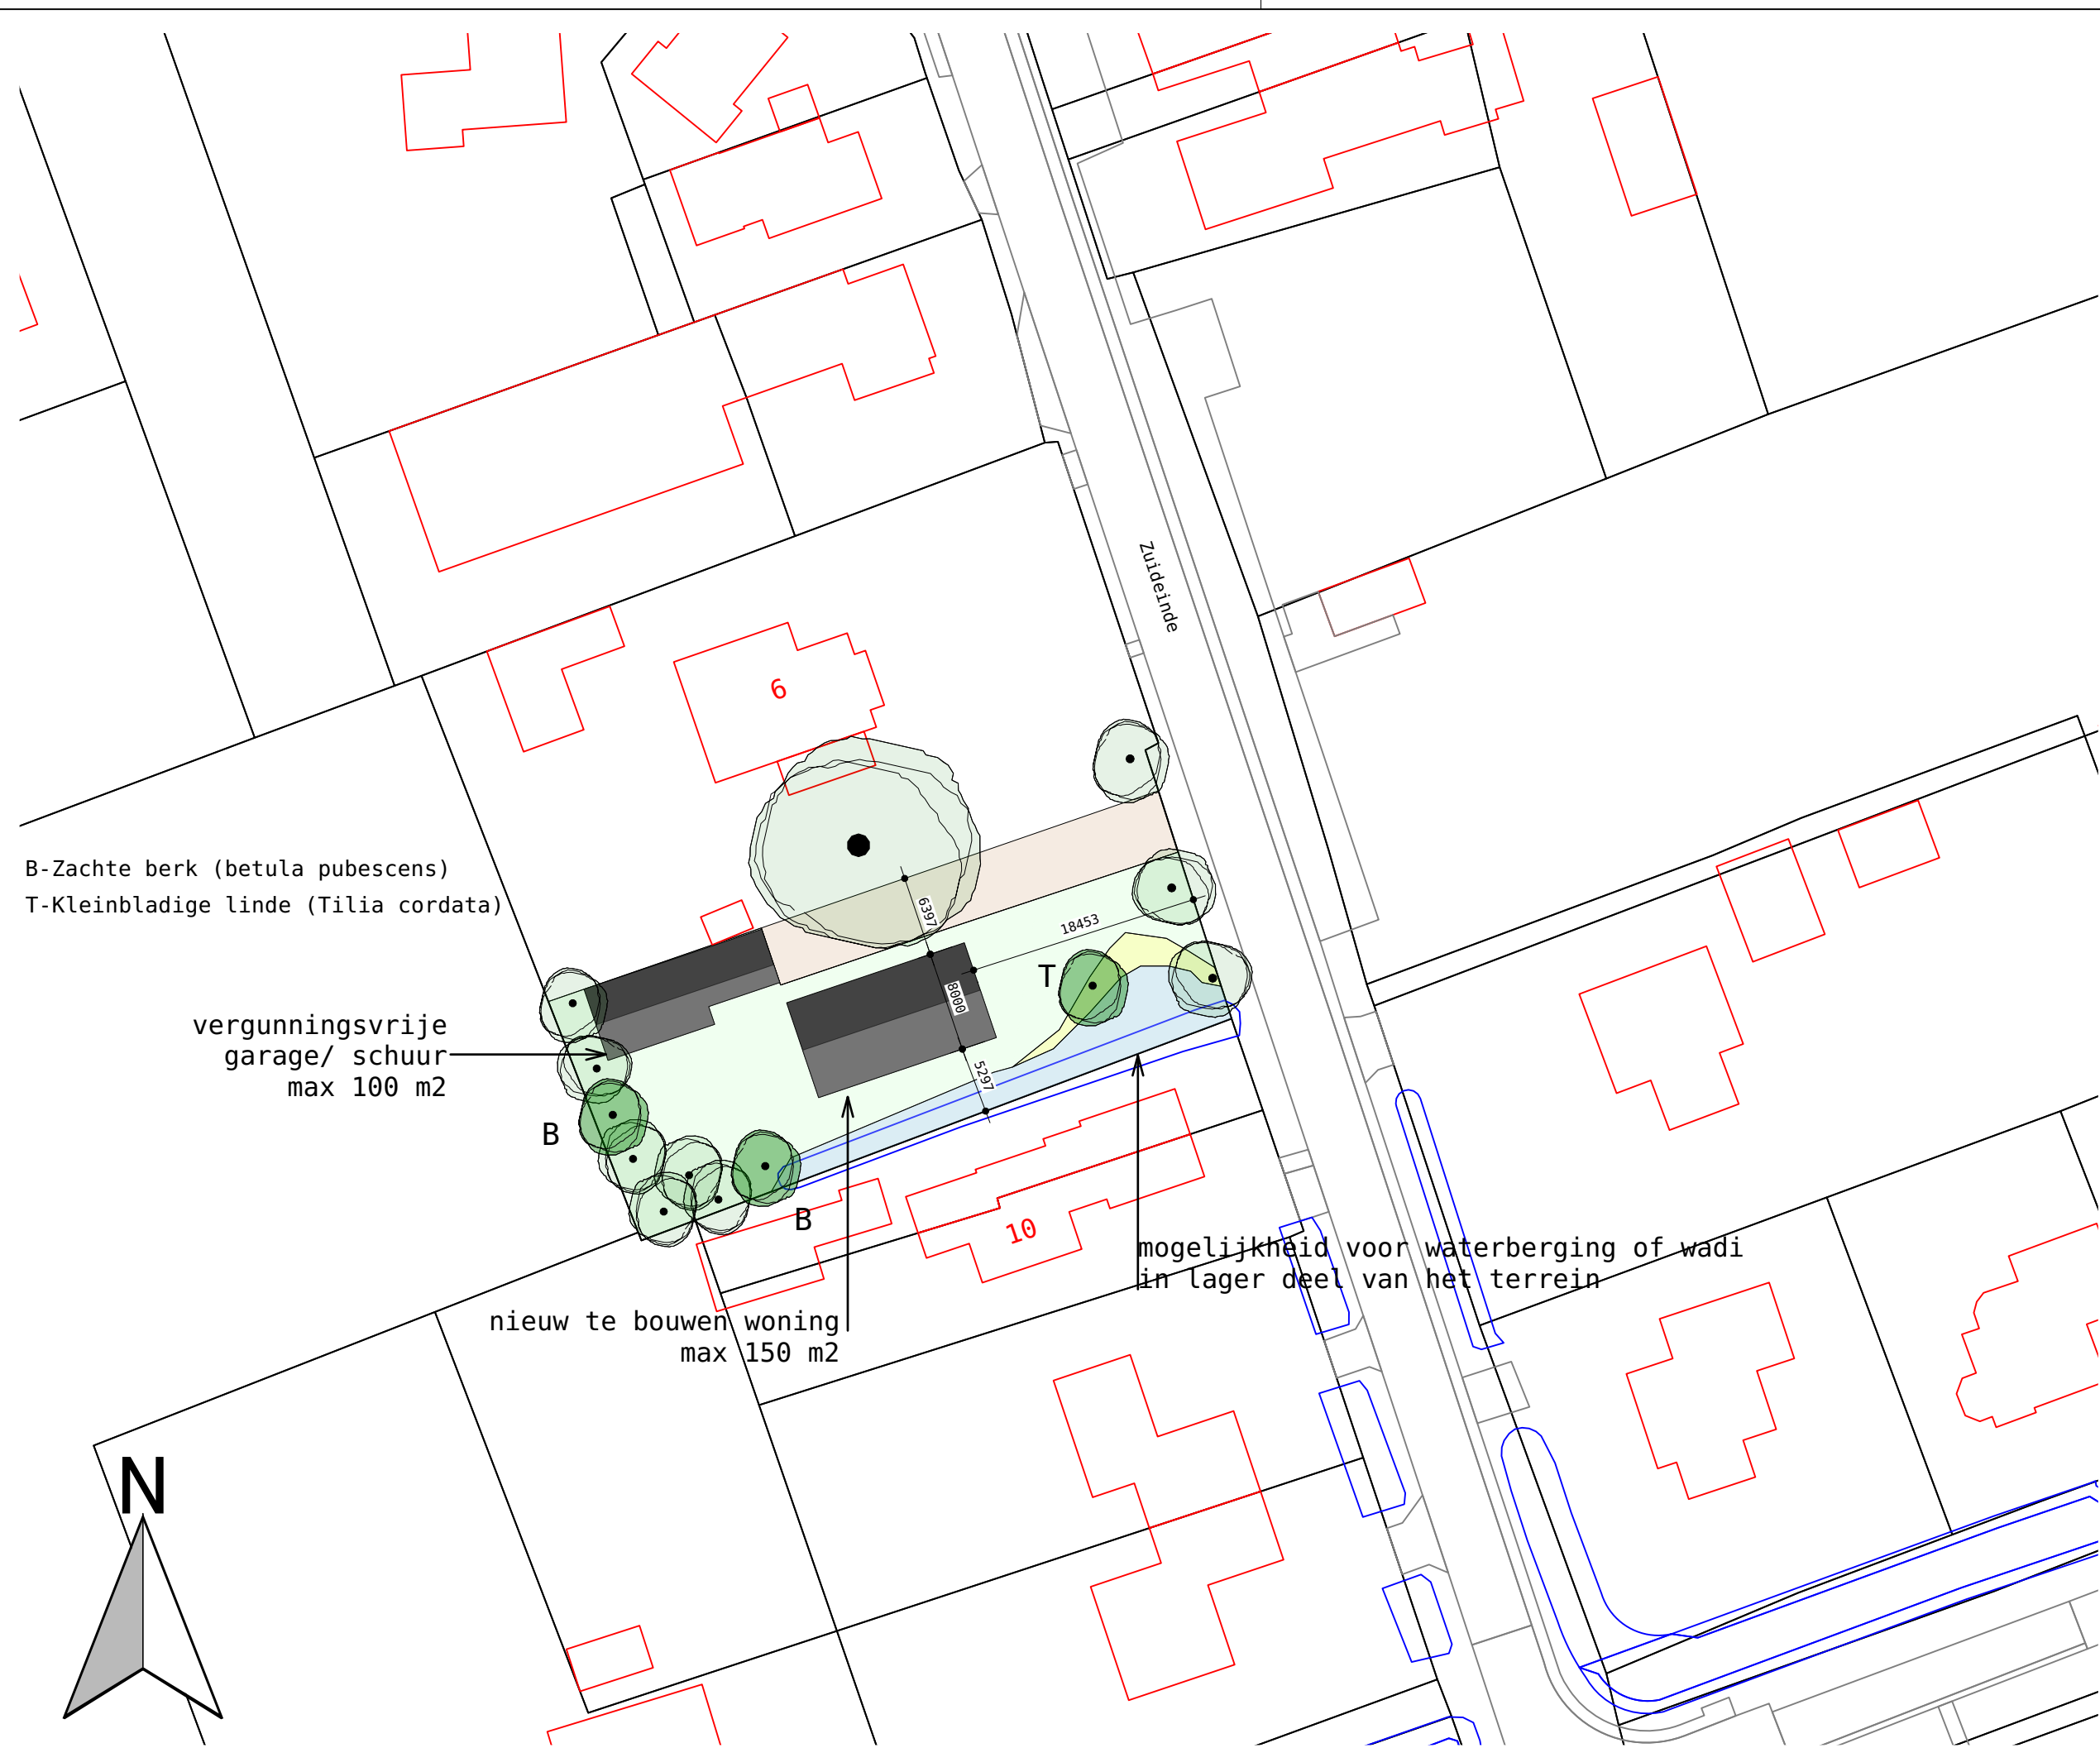 Zuideinde
6
B-Zachte berk (betula pubescens)
T-Kleinbladige linde (Tilia cordata)
6397
18453
T
8000
vergunningsvrije
garage/ schuur
max 100 m2
5297
B
B
10
mogelijkheid voor waterberging of wadi
in lager deel van het terrein
nieuw te bouwen woning
max 150 m2
N